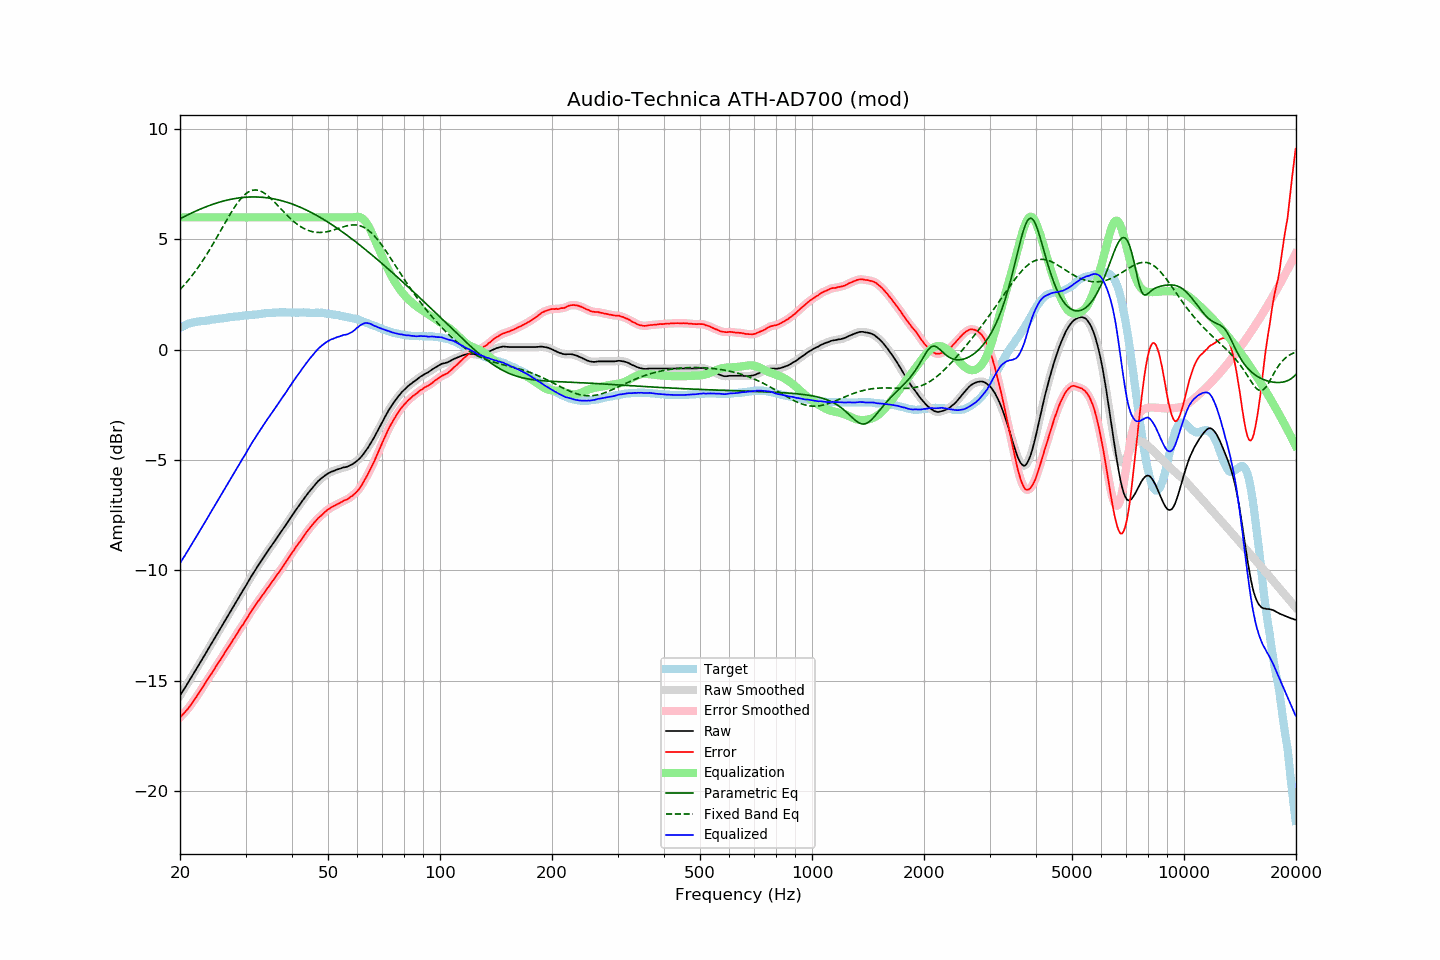 Audio-Technica ATH-AD700 (mod)
10
5
0
−5
−10
−15
−20
Amplitude (dBr)
20
50
100
200
500
1000
2000
5000
10000
20000
Frequency (Hz)
Target
Raw Smoothed
Error Smoothed
Raw
Error
Equalization
Parametric Eq
Fixed Band Eq
Equalized